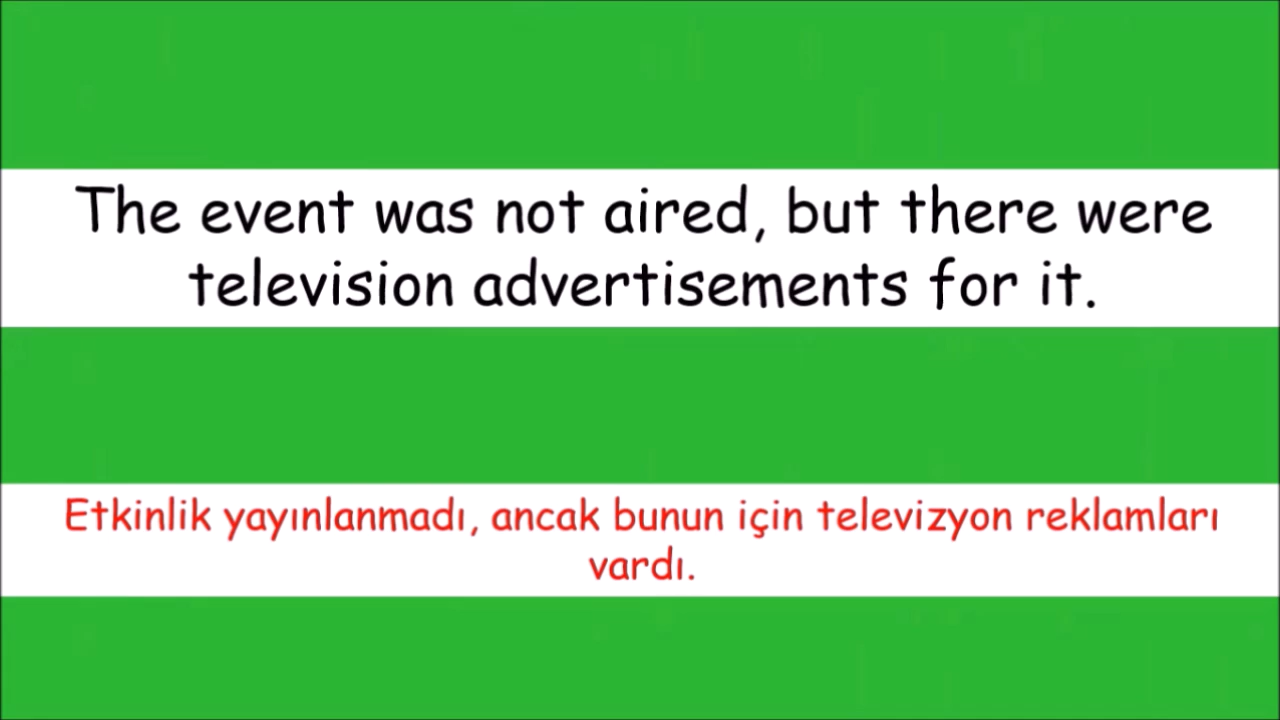 The event was not aired, but there were
television advertisements for it.
Etkinlik yayınlanmadı, ancak bunun için televizyon reklamları
vardı.